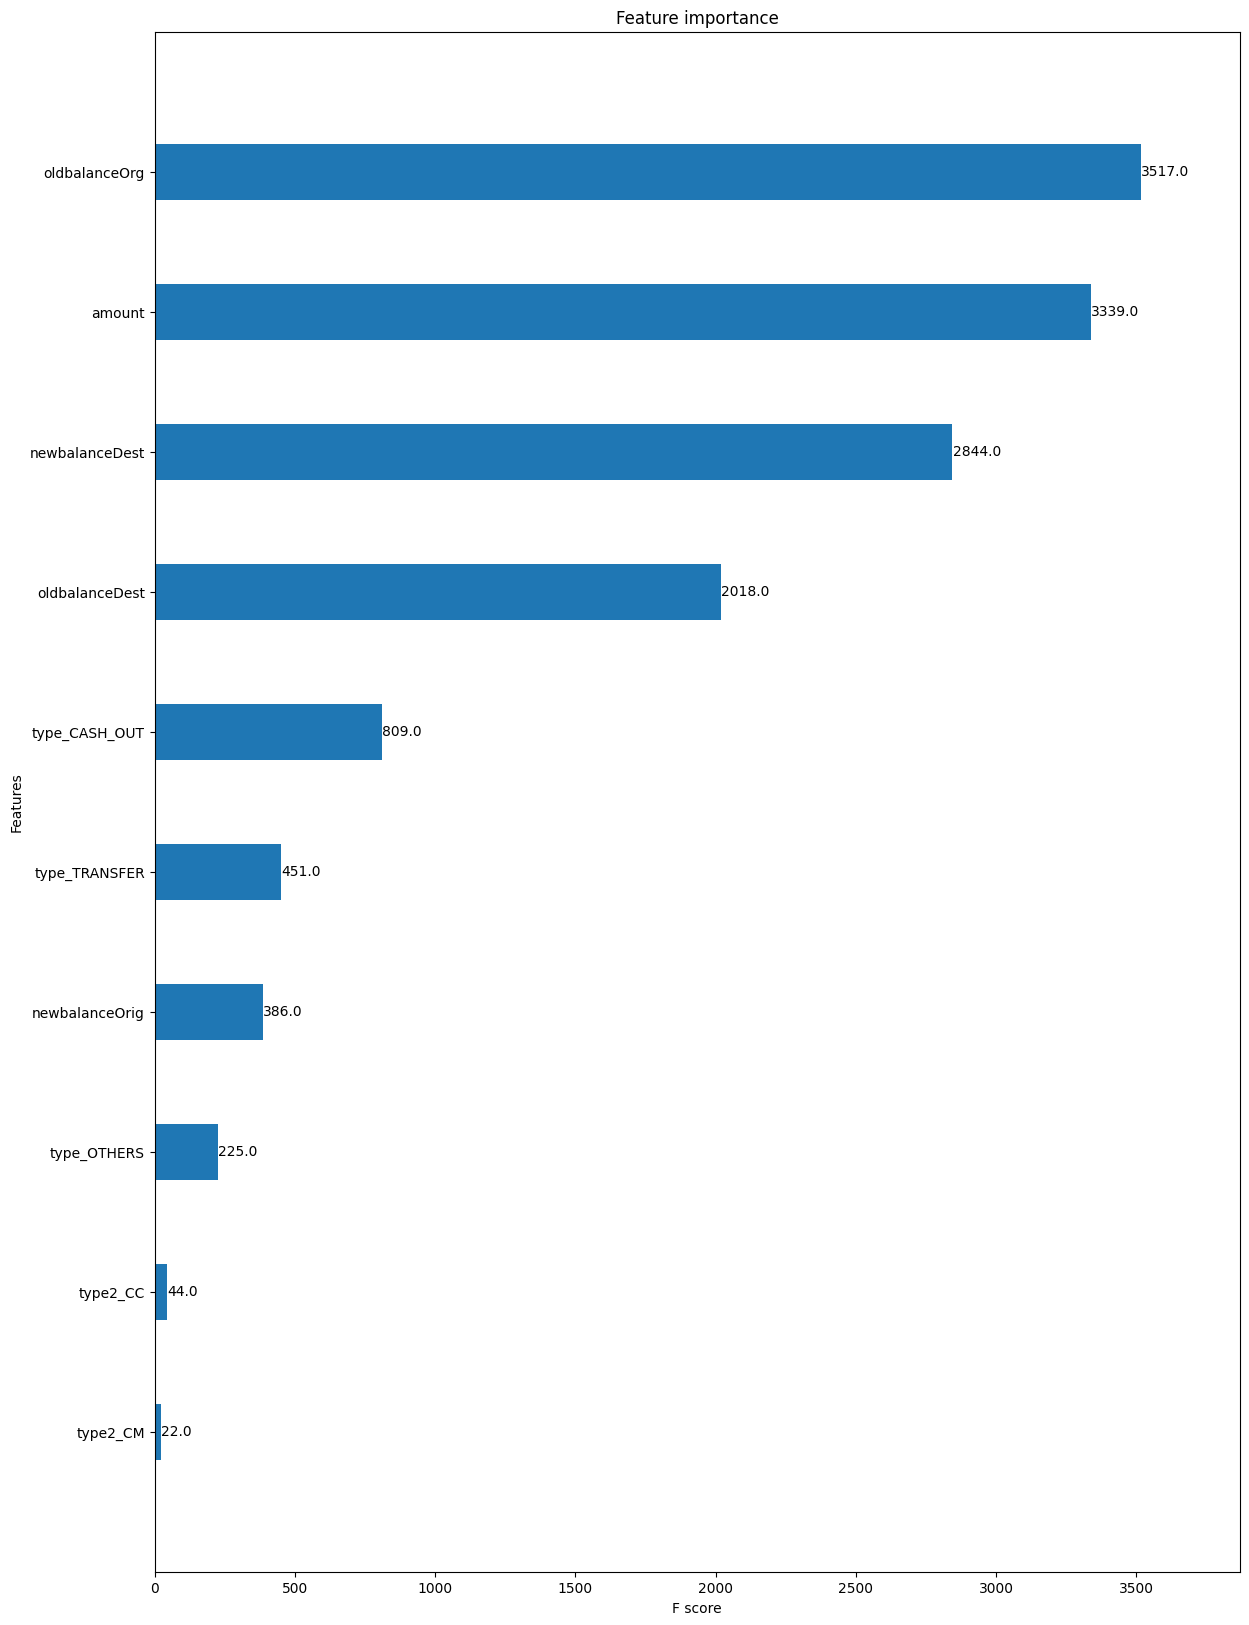 Feature importance
oldbalanceOrg 3517.0
amount 3339.0
newbalanceDest 2844.0
oldbalanceDest 2018.0
type_CASH_OUT 809.0
Features
type_TRANSFER 451.0
newbalanceOrig 386.0
type_OTHERS 225.0
type2_CC 44.0
type2_CM 22.0
0 500 1000 1500 2000 2500 3000 3500
F score